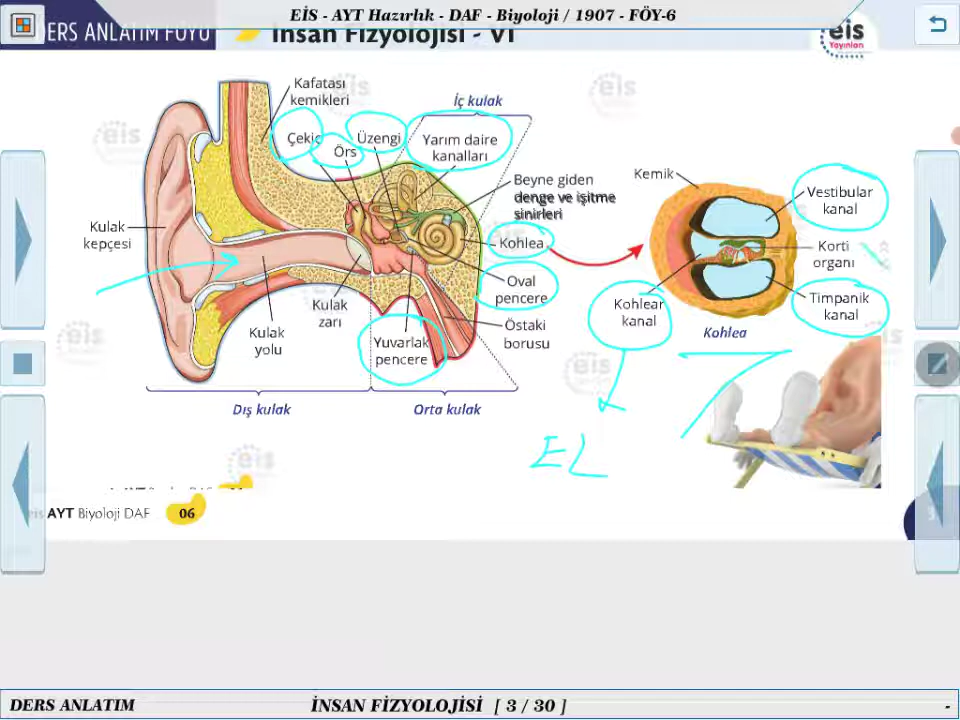 EİS - AYT Hazırlık - DAF - Biyoloji / 1907 - FÖY-6
DERS ANLATIM FÖYÜ
İnsan Fizyolojisi - VI
eis
Yayınları
Kafatası
kemikleri
İç kulak
Çekiç
Üzengi
Örs
Yarım daire
kanalları
Beyne giden
denge ve işitme
sinirleri
Kemik
Vestibular
kanal
Kulak
kepçesi
Kohlea
Korti
organı
Oval
pencere
Kulak
zarı
Kohlear
kanal
Timpanik
kanal
Kulak
yolu
Yuvarlak
pencere
Östaki
borusu
Kohlea
Dış kulak
Orta kulak
EL
eis AYT Biyoloji DAF 06
DERS ANLATIM
İNSAN FİZYOLOJİSİ [ 3 / 30 ]
-